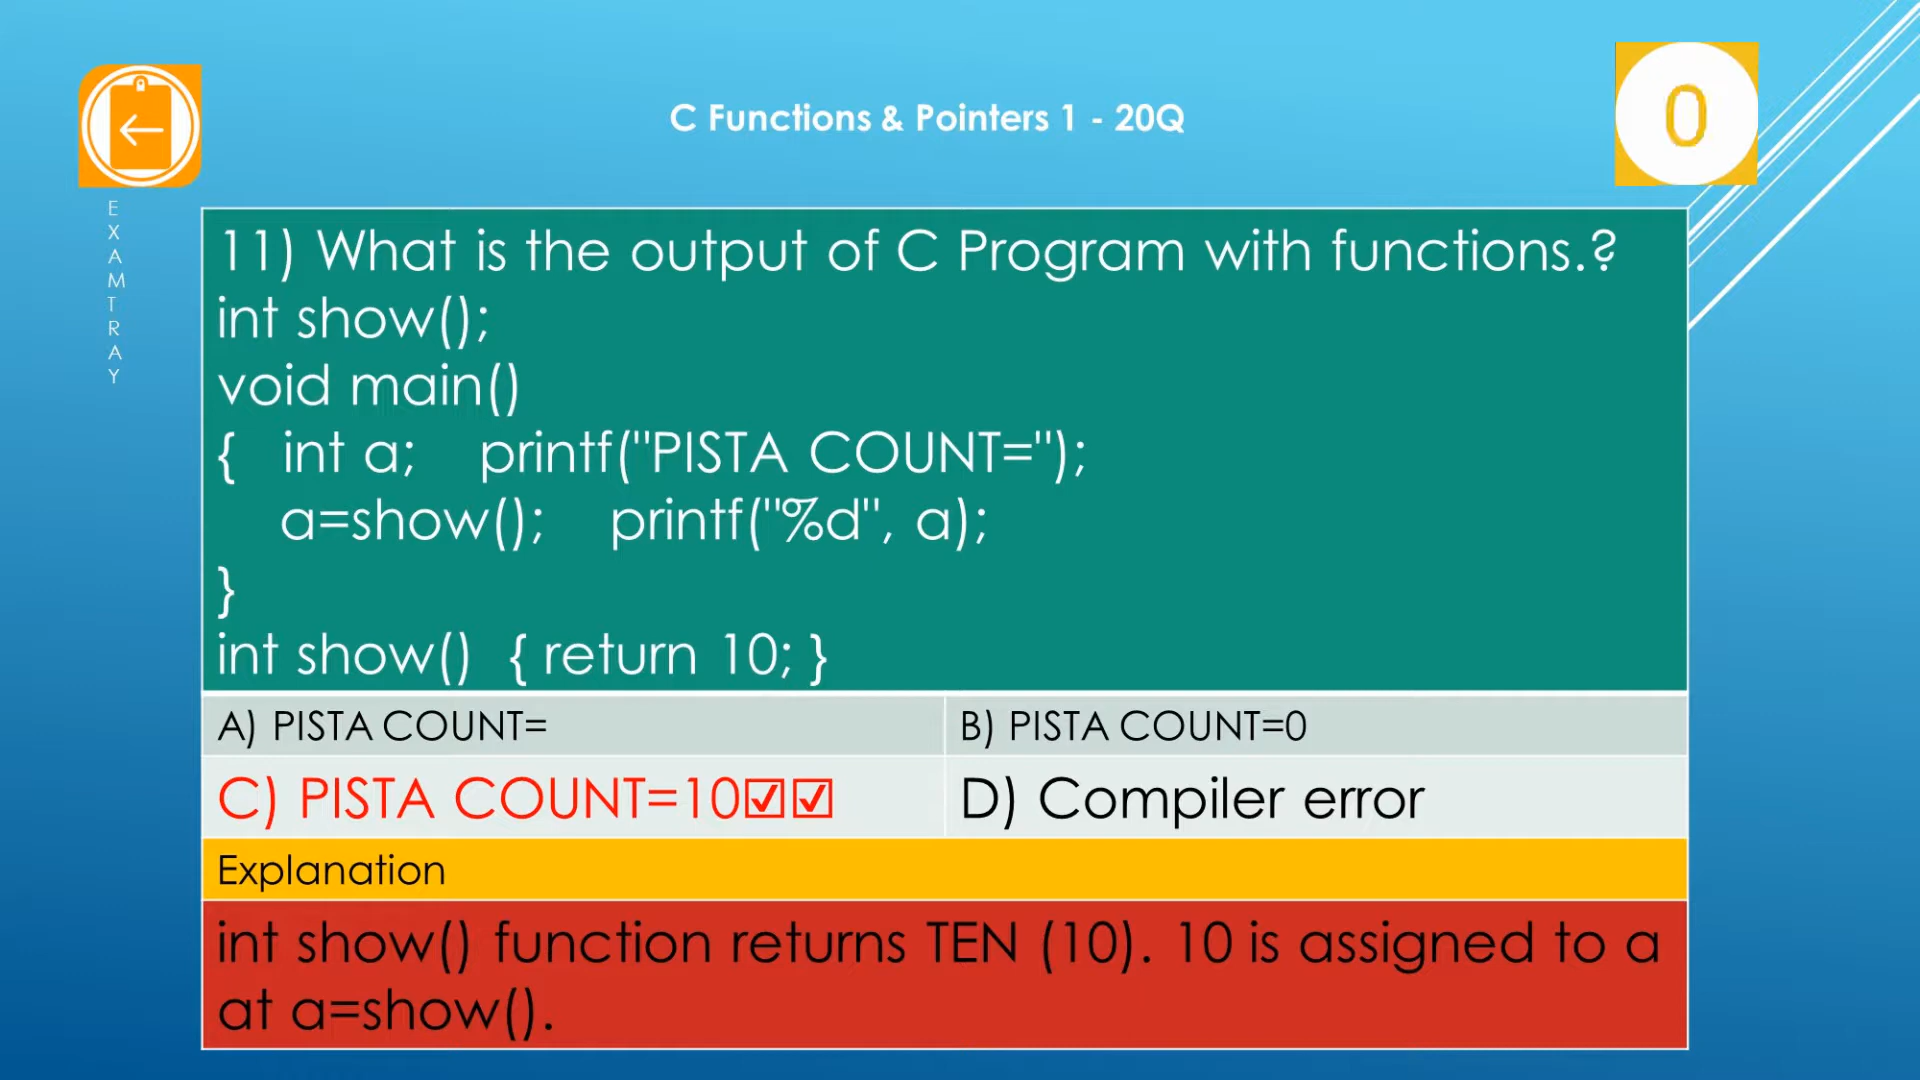 C Functions & Pointers 1 - 20Q
0
E
X
A
M
T
R
A
Y
11) What is the output of C Program with functions.?
int show();
void main()
{ int a; printf("PISTA COUNT=");
a=show(); printf("%d", a);
}
int show() { return 10; }
A) PISTA COUNT=
B) PISTA COUNT=0
C) PISTA COUNT=10☑☑
D) Compiler error
Explanation
int show() function returns TEN (10). 10 is assigned to a
at a=show().